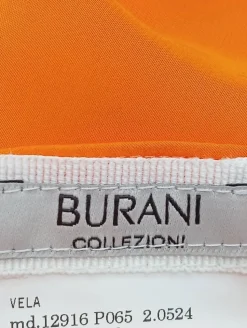 BURANI
COLLEZIONI
VELA
md.12916 P065 2.0524